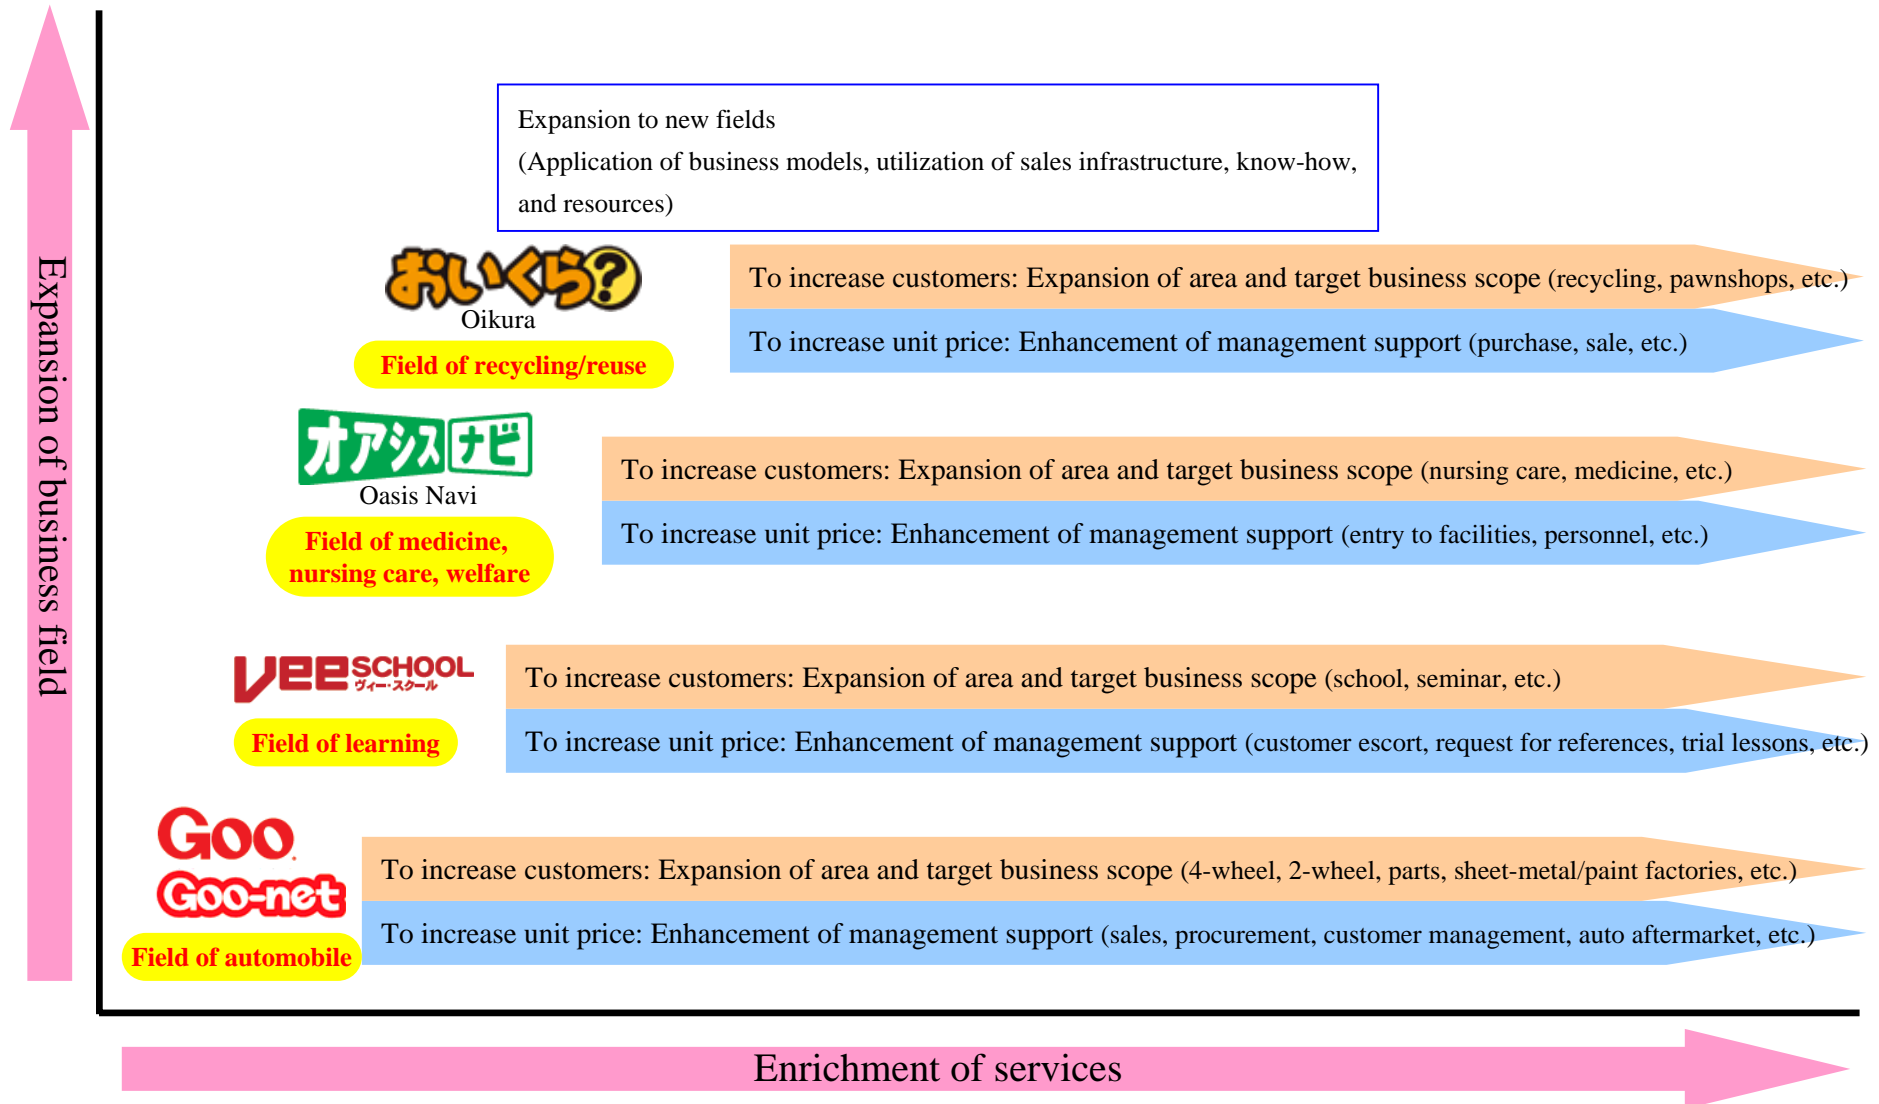 Expansion to new fields
(Application of business models, utilization of sales infrastructure, know-how,
and resources)
Expansion of business field
おいくら?
Oikura
Field of recycling/reuse
To increase customers: Expansion of area and target business scope (recycling, pawnshops, etc.)
To increase unit price: Enhancement of management support (purchase, sale, etc.)
オアシスナビ
Oasis Navi
Field of medicine,
nursing care, welfare
To increase customers: Expansion of area and target business scope (nursing care, medicine, etc.)
To increase unit price: Enhancement of management support (entry to facilities, personnel, etc.)
VEE SCHOOL
ヴィー・スクール
Field of learning
To increase customers: Expansion of area and target business scope (school, seminar, etc.)
To increase unit price: Enhancement of management support (customer escort, request for references, trial lessons, etc.)
Goo
Goo-net
Field of automobile
To increase customers: Expansion of area and target business scope (4-wheel, 2-wheel, parts, sheet-metal/paint factories, etc.)
To increase unit price: Enhancement of management support (sales, procurement, customer management, auto aftermarket, etc.)
Enrichment of services